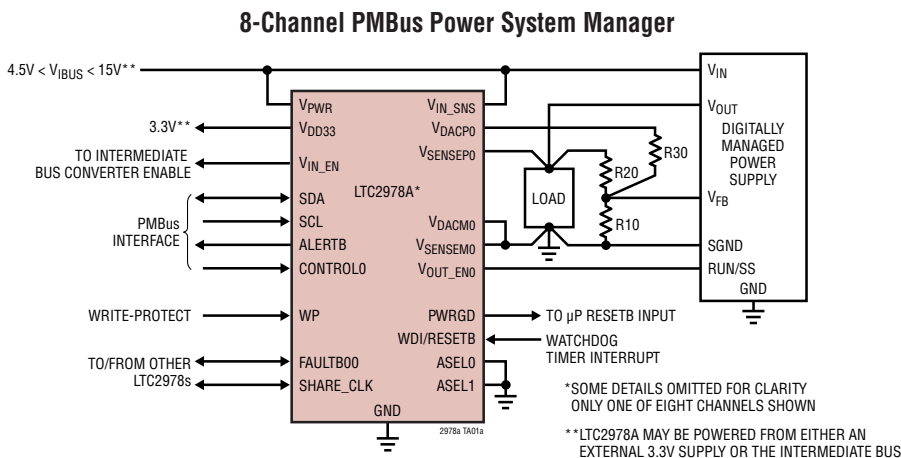 8-Channel PMBus Power System Manager
4.5V < VIBUS < 15V**
3.3V**
TO INTERMEDIATE
BUS CONVERTER ENABLE
PMBus
INTERFACE
WRITE-PROTECT
TO/FROM OTHER
LTC2978s
VPWR
VDD33
VIN_EN
SDA
SCL
ALERTB
CONTROL0
WP
FAULTB00
SHARE_CLK
GND
LTC2978A*
VIN_SNS
VDACP0
VSENSEP0
VDACM0
VSENSEM0
VOUT_EN0
PWRGD
WDI/RESETB
ASEL0
ASEL1
2978a TA01a
LOAD
R20
R30
R10
VIN
VOUT
DIGITALLY
MANAGED
POWER
SUPPLY
VFB
SGND
RUN/SS
GND
TO µP RESETB INPUT
WATCHDOG
TIMER INTERRUPT
*SOME DETAILS OMITTED FOR CLARITY
ONLY ONE OF EIGHT CHANNELS SHOWN
**LTC2978A MAY BE POWERED FROM EITHER AN
EXTERNAL 3.3V SUPPLY OR THE INTERMEDIATE BUS